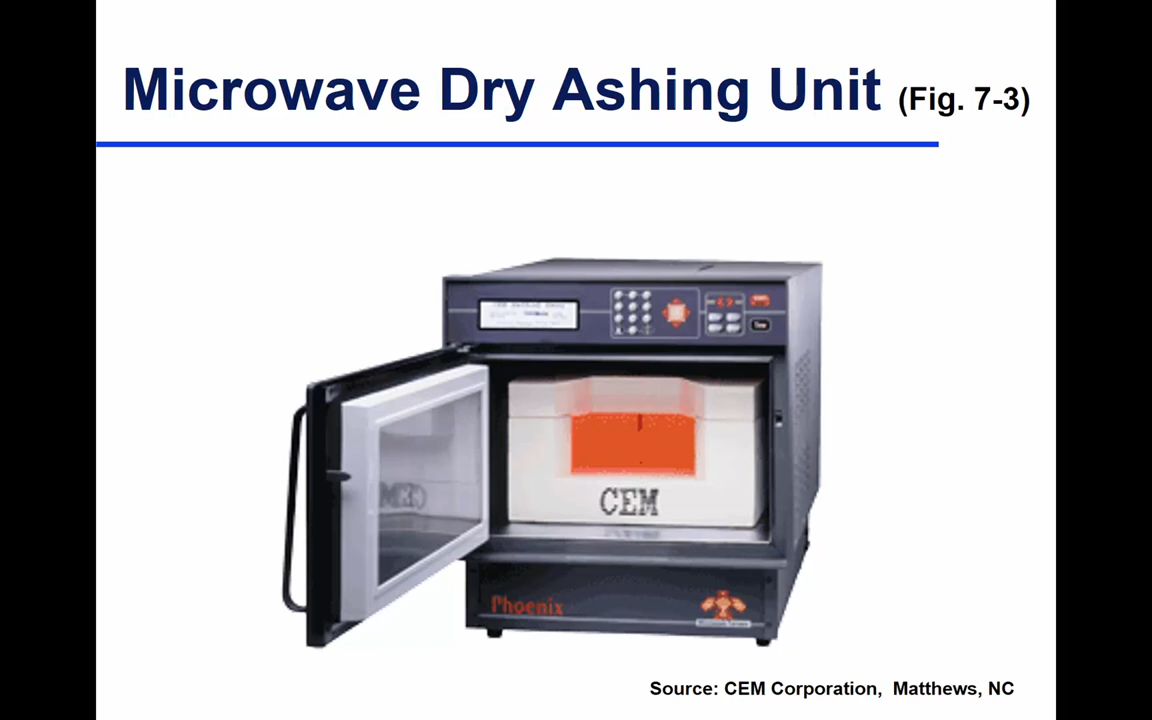 Microwave Dry Ashing Unit (Fig. 7-3)
CEM
Phoenix
Source: CEM Corporation, Matthews, NC